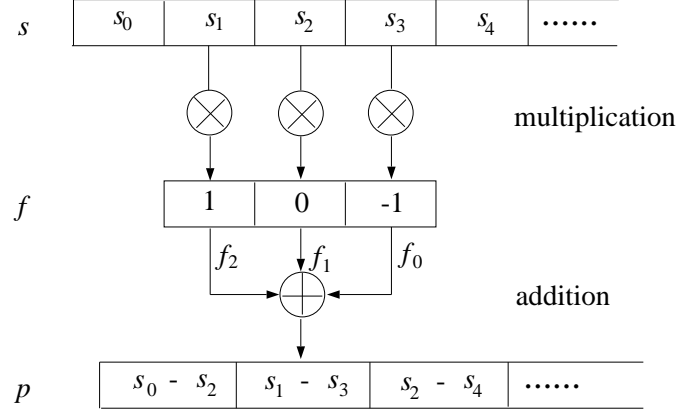 s s₀ s₁ s₂ s₃ s₄ ......
multiplication
f 1 0 -1
f₂ f₁ f₀
addition
p s₀ - s₂ s₁ - s₃ s₂ - s₄ ......